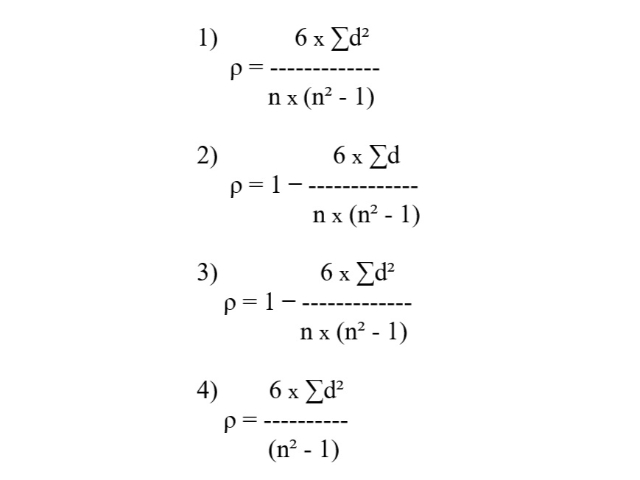 1) 6 x ∑d²
ρ = -------------
n x (n² - 1)
2) 6 x ∑d
ρ = 1 − -------------
n x (n² - 1)
3) 6 x ∑d²
ρ = 1 − -------------
n x (n² - 1)
4) 6 x ∑d²
ρ = ----------
(n² - 1)